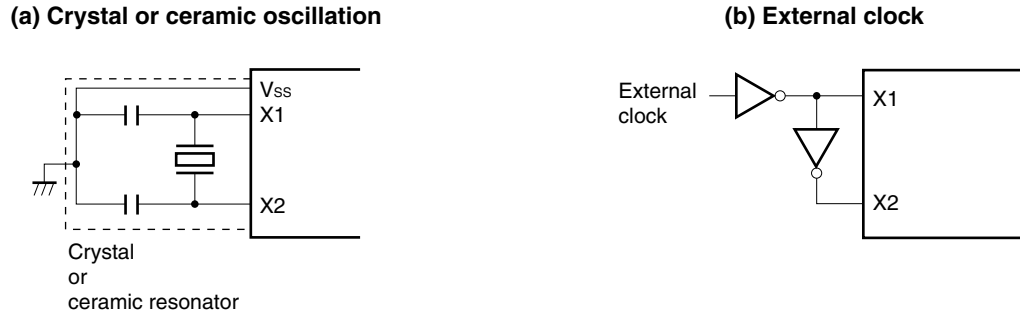 (a) Crystal or ceramic oscillation
VSS
X1
X2
Crystal
or
ceramic resonator
(b) External clock
External
clock
X1
X2